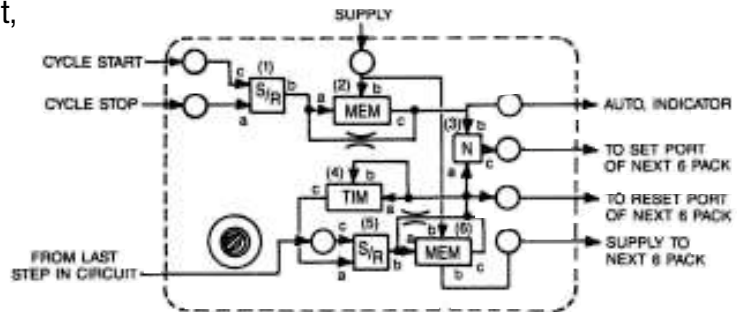 t,
SUPPLY
CYCLE START
c (1)
b
S/R
(2) b
CYCLE STOP
a
a
MEM
c
AUTO, INDICATOR
(3) b
N
c
TO SET PORT
OF NEXT 6 PACK
a
(4) b
c
TIM
a
TO RESET PORT
OF NEXT 6 PACK
c (5)
S/R
a
b
a
b (6)
MEM
b c
SUPPLY TO
NEXT 6 PACK
FROM LAST
STEP IN CIRCUIT